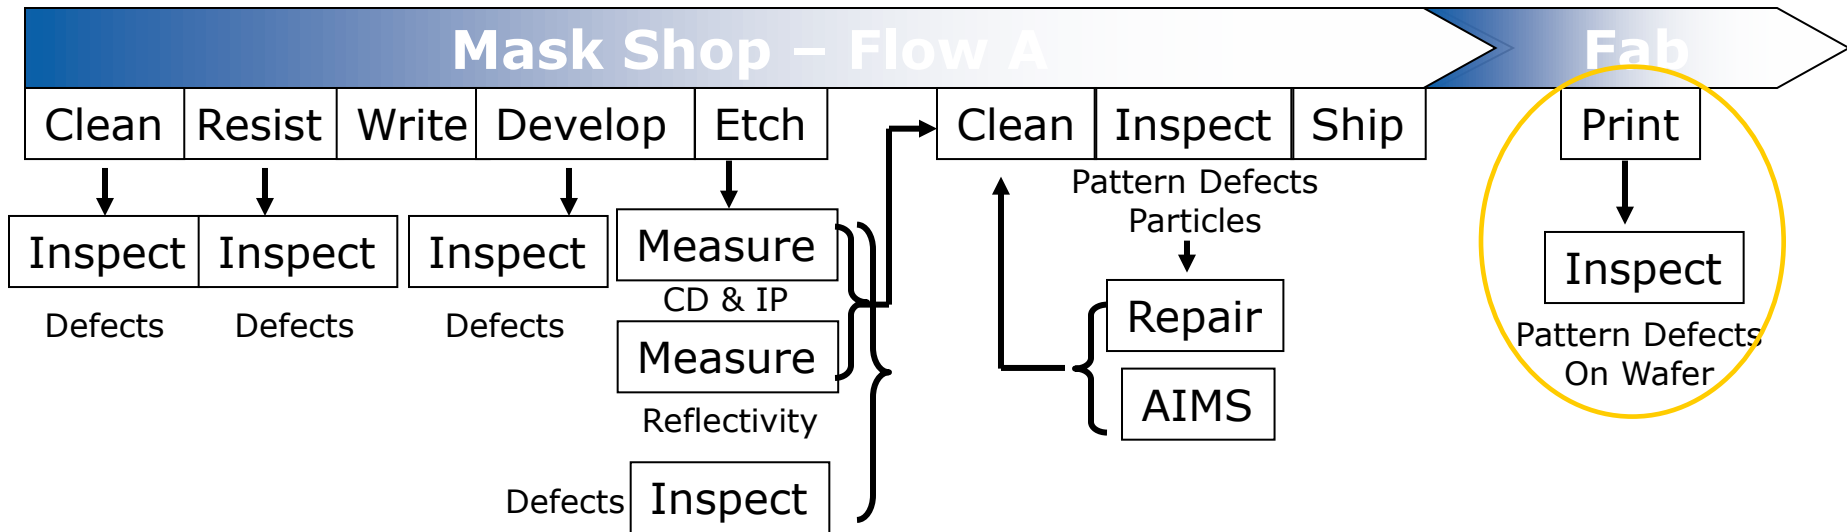 Mask Shop – Flow A
Fab
Clean Resist Write Develop Etch
Clean Inspect Ship
Print
Pattern Defects
Particles
Inspect Inspect Inspect
Measure
CD & IP
Defects Defects Defects
Measure
Reflectivity
Defects Inspect
Repair
AIMS
Inspect
Pattern Defects
On Wafer